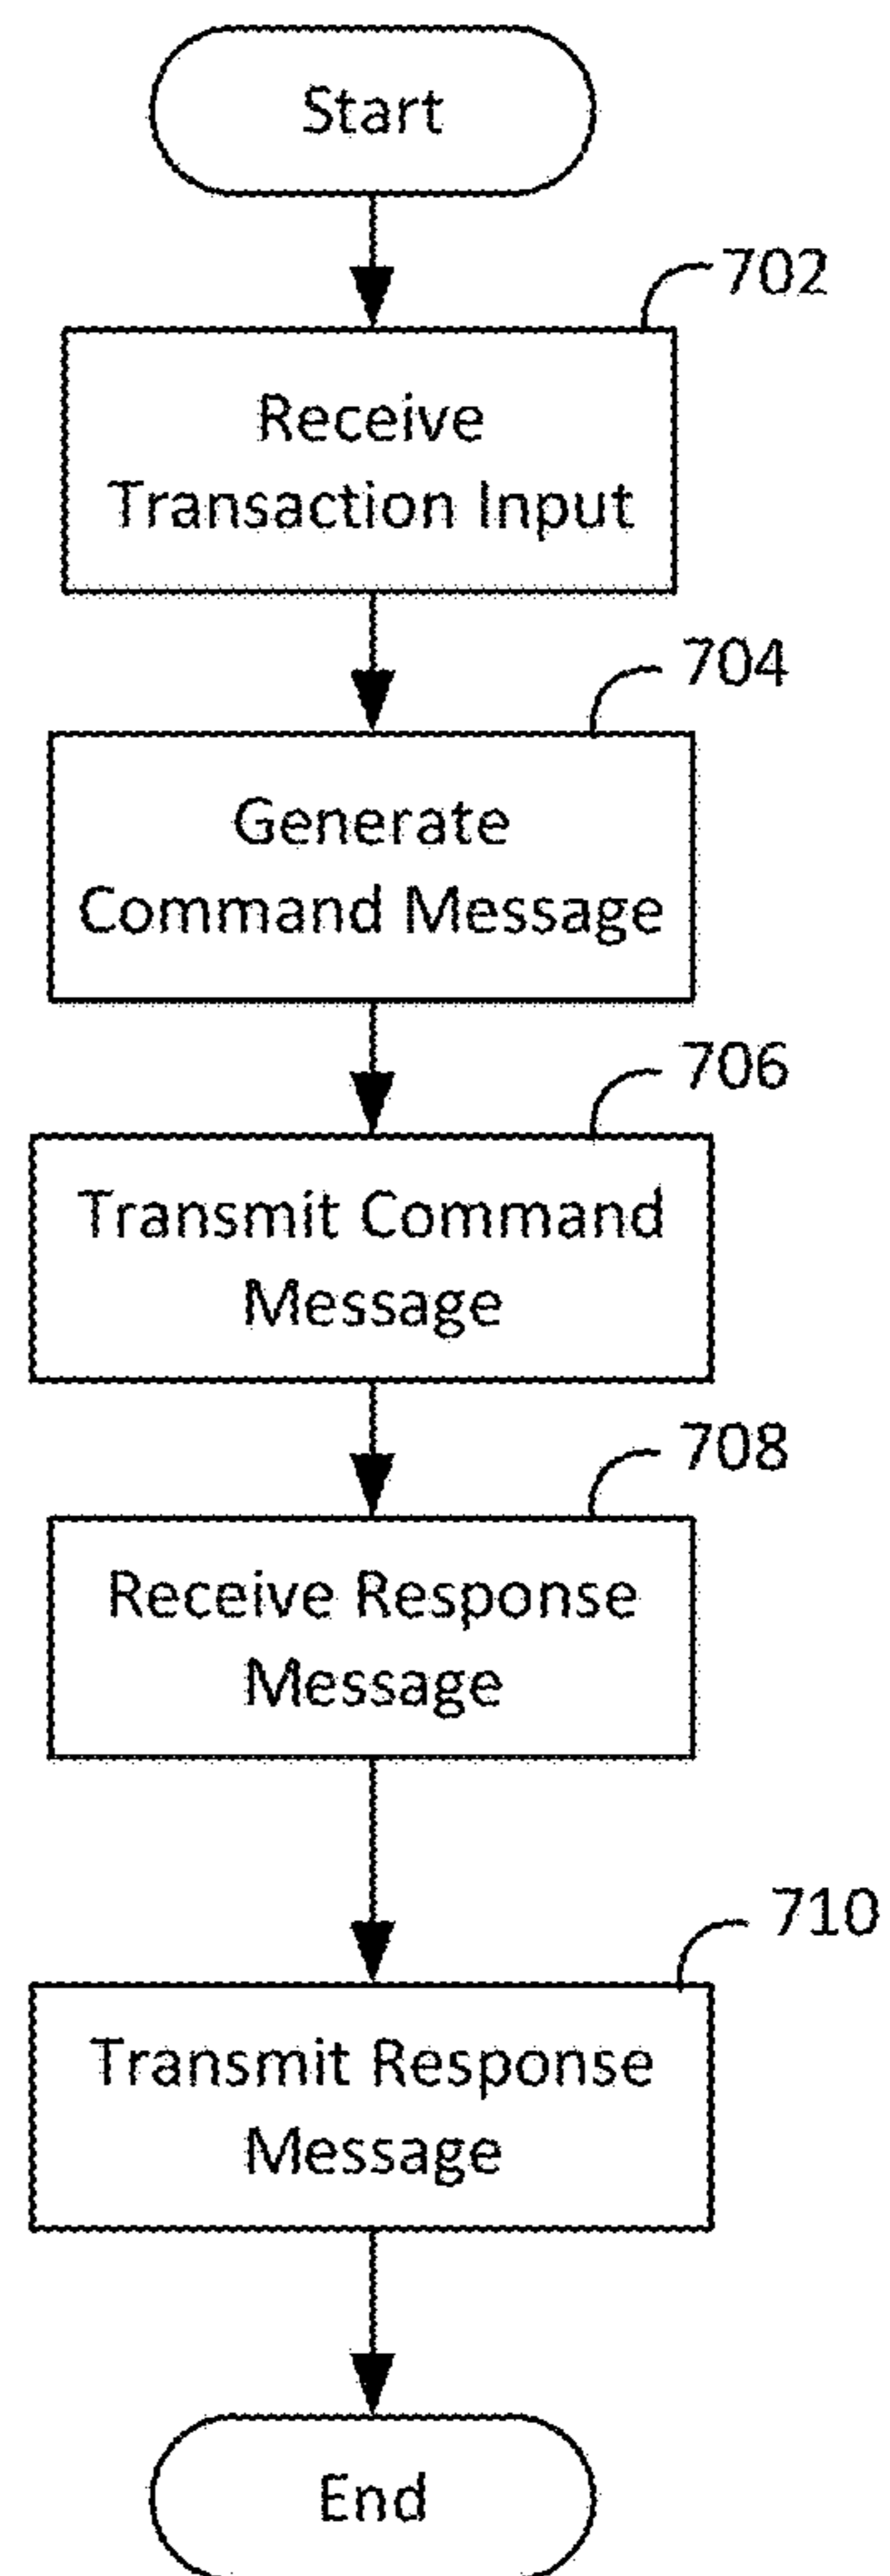 Start
702
Receive
Transaction Input
704
Generate
Command Message
706
Transmit Command
Message
708
Receive Response
Message
710
Transmit Response
Message
End